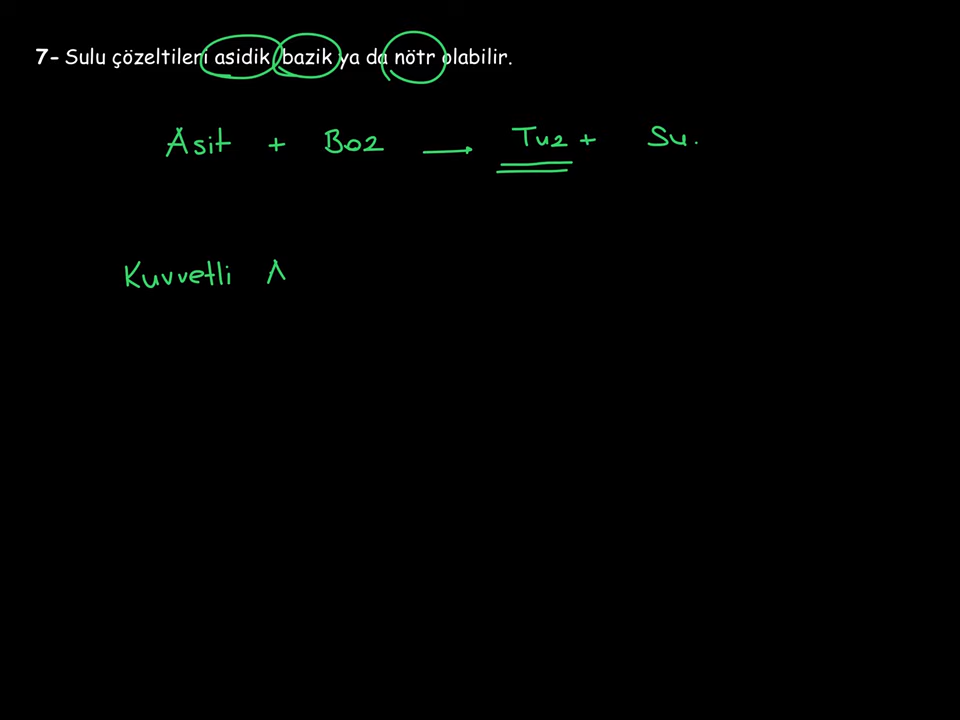 7- Sulu çözeltileri asidik bazik ya da nötr olabilir.
Asit + Baz → Tuz + Su.
Kuvvetli A